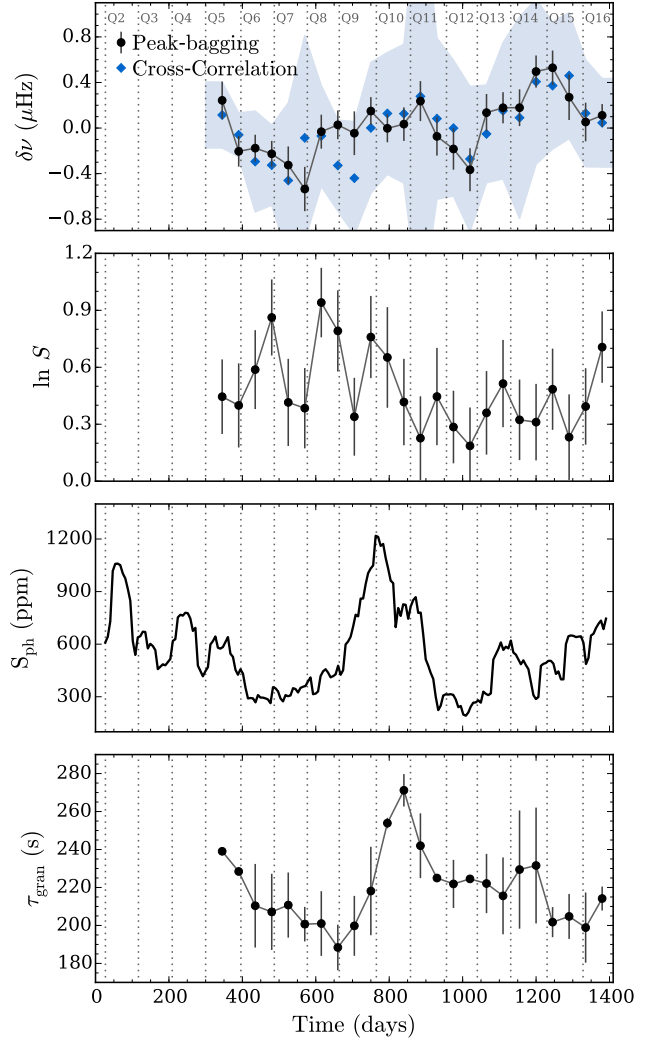 Q2 Q3 Q4 Q5 Q6 Q7 Q8 Q9 Q10 Q11 Q12 Q13 Q14 Q15 Q16
Peak-bagging
Cross-Correlation
0.8
0.4
0.0
−0.4
−0.8
δν (μHz)
1.2
0.9
0.6
0.3
0.0
ln S
1200
900
600
300
S_ph (ppm)
280
260
240
220
200
180
τ_gran (s)
0 200 400 600 800 1000 1200 1400
Time (days)